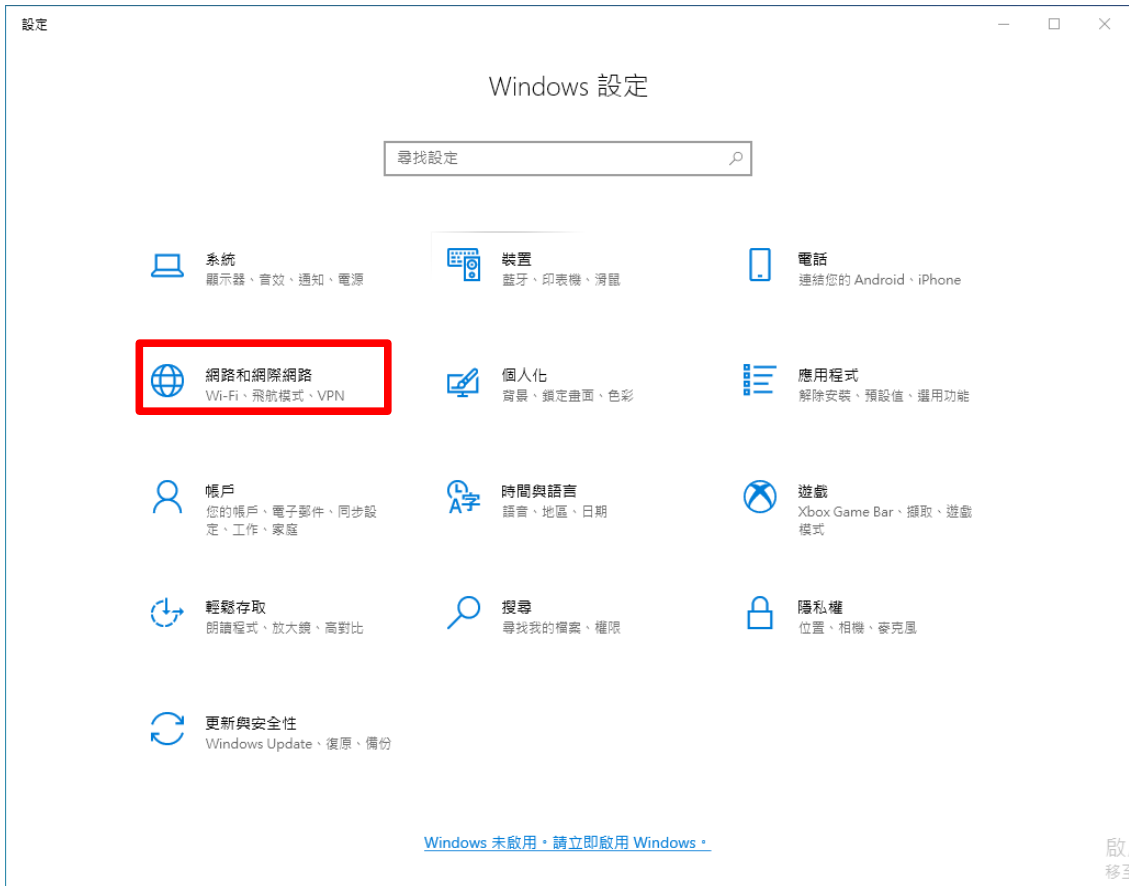 設定
Windows 設定
尋找設定
系統
顯示器、音效、通知、電源
裝置
藍牙、印表機、滑鼠
電話
連結您的 Android、iPhone
網路和網際網路
Wi-Fi、飛航模式、VPN
個人化
背景、鎖定畫面、色彩
應用程式
解除安裝、預設值、選用功能
帳戶
您的帳戶、電子郵件、同步設
定、工作、家庭
時間與語言
語音、地區、日期
遊戲
Xbox Game Bar、擷取、遊戲
模式
輕鬆存取
朗讀程式、放大鏡、高對比
搜尋
尋找我的檔案、權限
隱私權
位置、相機、麥克風
更新與安全性
Windows Update、復原、備份
Windows 未啟用。請立即啟用 Windows。
啟
移至